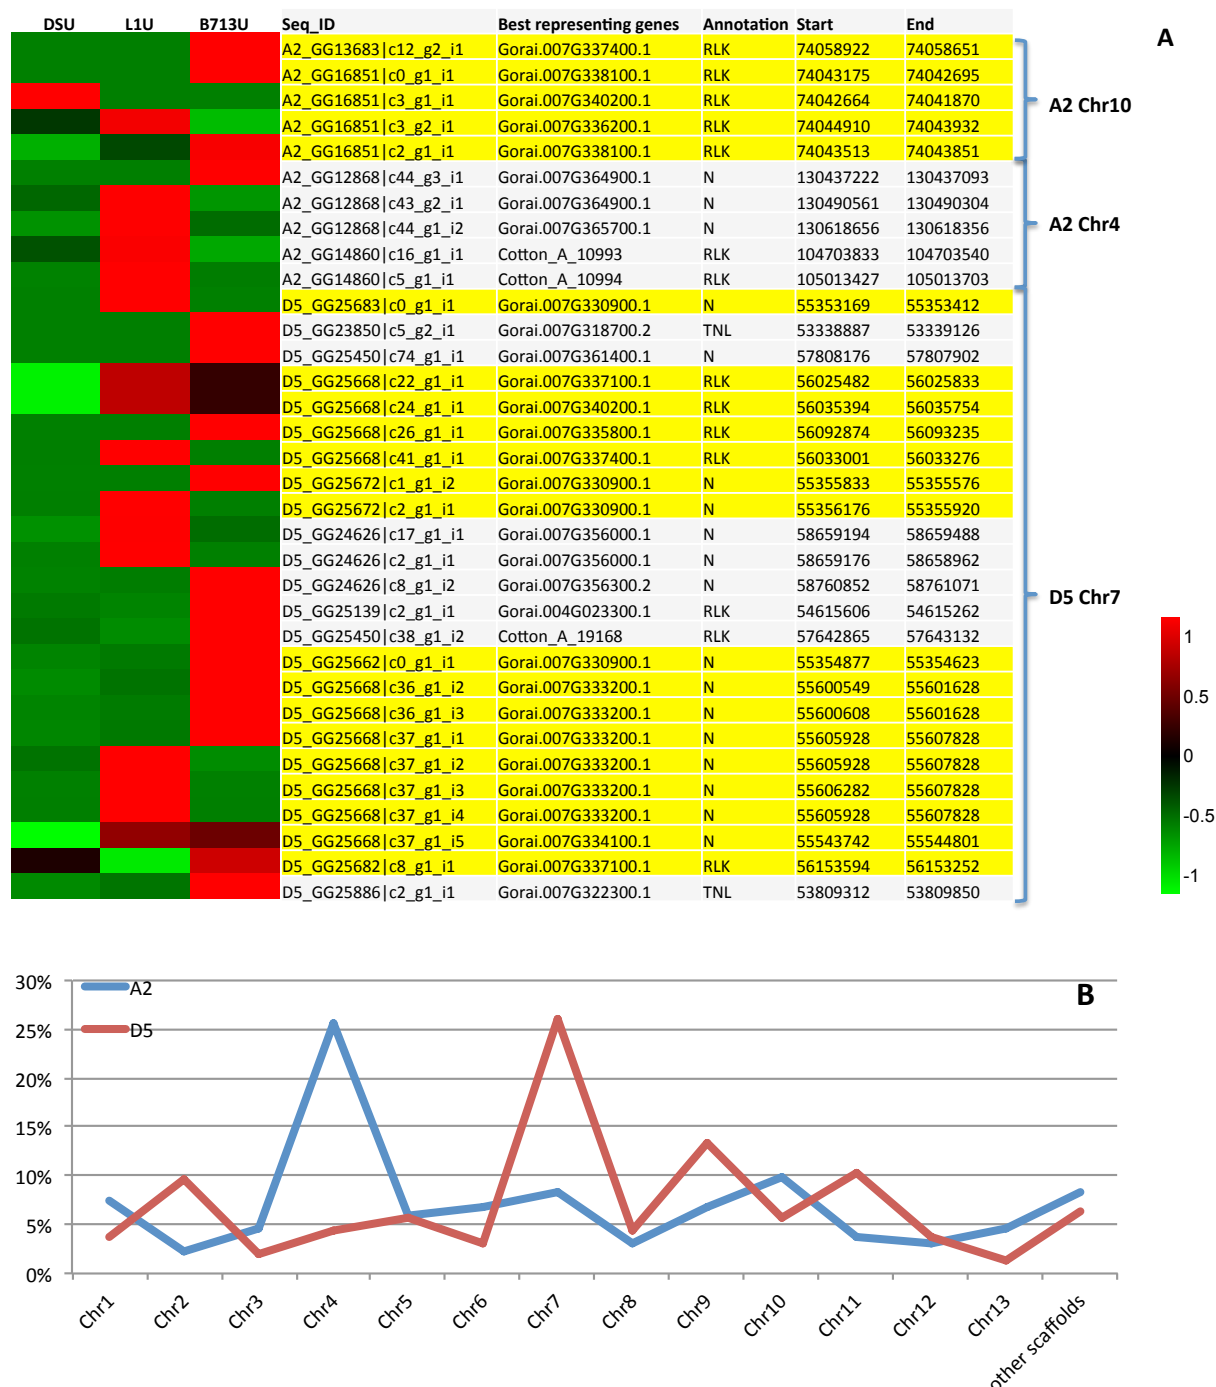 DSU L1U B713U Seq_ID Best representing genes Annotation Start End
A
A2_GG13683|c12_g2_i1 Gorai.007G337400.1 RLK 74058922 74058651
A2_GG16851|c0_g1_i1 Gorai.007G338100.1 RLK 74043175 74042695
A2_GG16851|c3_g1_i1 Gorai.007G340200.1 RLK 74042664 74041870
A2 Chr10
A2_GG16851|c3_g2_i1 Gorai.007G336200.1 RLK 74044910 74043932
A2_GG16851|c2_g1_i1 Gorai.007G338100.1 RLK 74043513 74043851
A2_GG12868|c44_g3_i1 Gorai.007G364900.1 N 130437222 130437093
A2_GG12868|c43_g2_i1 Gorai.007G364900.1 N 130490561 130490304
A2_GG12868|c44_g1_i2 Gorai.007G365700.1 N 130618656 130618356
A2 Chr4
A2_GG14860|c16_g1_i1 Cotton_A_10993 RLK 104703833 104703540
A2_GG14860|c5_g1_i1 Cotton_A_10994 RLK 105013427 105013703
D5_GG25683|c0_g1_i1 Gorai.007G330900.1 N 55353169 55353412
D5_GG23850|c5_g2_i1 Gorai.007G318700.2 TNL 53338887 53339126
D5_GG25450|c74_g1_i1 Gorai.007G361400.1 N 57808176 57807902
D5_GG25668|c22_g1_i1 Gorai.007G337100.1 RLK 56025482 56025833
D5_GG25668|c24_g1_i1 Gorai.007G340200.1 RLK 56035394 56035754
D5_GG25668|c26_g1_i1 Gorai.007G335800.1 RLK 56092874 56093235
D5_GG25668|c41_g1_i1 Gorai.007G337400.1 RLK 56033001 56033276
D5_GG25672|c1_g1_i2 Gorai.007G330900.1 N 55355833 55355576
D5_GG25672|c2_g1_i1 Gorai.007G330900.1 N 55356176 55355920
D5_GG24626|c17_g1_i1 Gorai.007G356000.1 N 58659194 58659488
D5_GG24626|c2_g1_i1 Gorai.007G356000.1 N 58659176 58658962
D5_GG24626|c8_g1_i2 Gorai.007G356300.2 N 58760852 58761071
D5 Chr7
D5_GG25139|c2_g1_i1 Gorai.004G023300.1 RLK 54615606 54615262
D5_GG25450|c38_g1_i2 Cotton_A_19168 RLK 57642865 57643132
D5_GG25662|c0_g1_i1 Gorai.007G330900.1 N 55354877 55354623
D5_GG25668|c36_g1_i2 Gorai.007G333200.1 N 55600549 55601628
D5_GG25668|c36_g1_i3 Gorai.007G333200.1 N 55600608 55601628
D5_GG25668|c37_g1_i1 Gorai.007G333200.1 N 55605928 55607828
D5_GG25668|c37_g1_i2 Gorai.007G333200.1 N 55605928 55607828
D5_GG25668|c37_g1_i3 Gorai.007G333200.1 N 55606282 55607828
D5_GG25668|c37_g1_i4 Gorai.007G333200.1 N 55605928 55607828
D5_GG25668|c37_g1_i5 Gorai.007G334100.1 N 55543742 55544801
D5_GG25682|c8_g1_i1 Gorai.007G337100.1 RLK 56153594 56153252
D5_GG25886|c2_g1_i1 Gorai.007G322300.1 TNL 53809312 53809850
1
0.5
0
-0.5
-1
B
A2
D5
30%
25%
20%
15%
10%
5%
0%
Chr1 Chr2 Chr3 Chr4 Chr5 Chr6 Chr7 Chr8 Chr9 Chr10 Chr11 Chr12 Chr13 other scaffolds